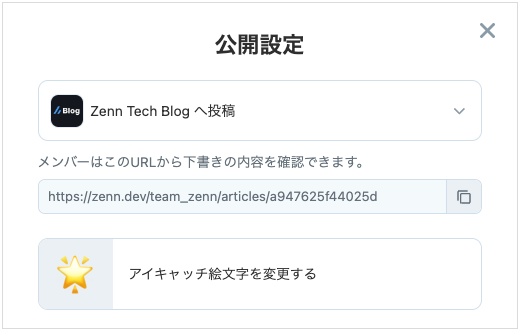 公開設定
Blog
Zenn Tech Blog へ投稿
メンバーはこのURLから下書きの内容を確認できます。
https://zenn.dev/team_zenn/articles/a947625f44025d
アイキャッチ絵文字を変更する